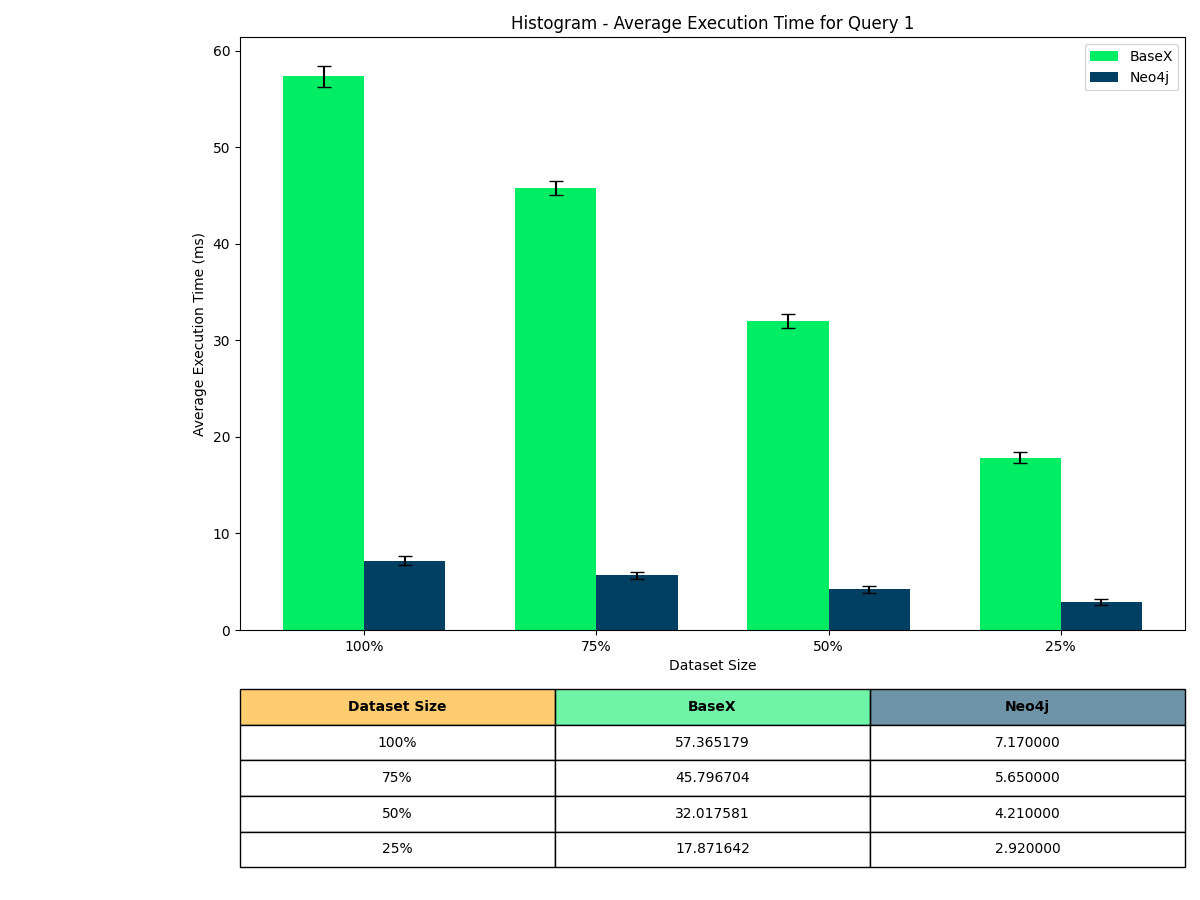 Histogram - Average Execution Time for Query 1
BaseX
Neo4j
Average Execution Time (ms)
60
50
40
30
20
10
0
100% 75% 50% 25%
Dataset Size
Dataset Size BaseX Neo4j
100% 57.365179 7.170000
75% 45.796704 5.650000
50% 32.017581 4.210000
25% 17.871642 2.920000